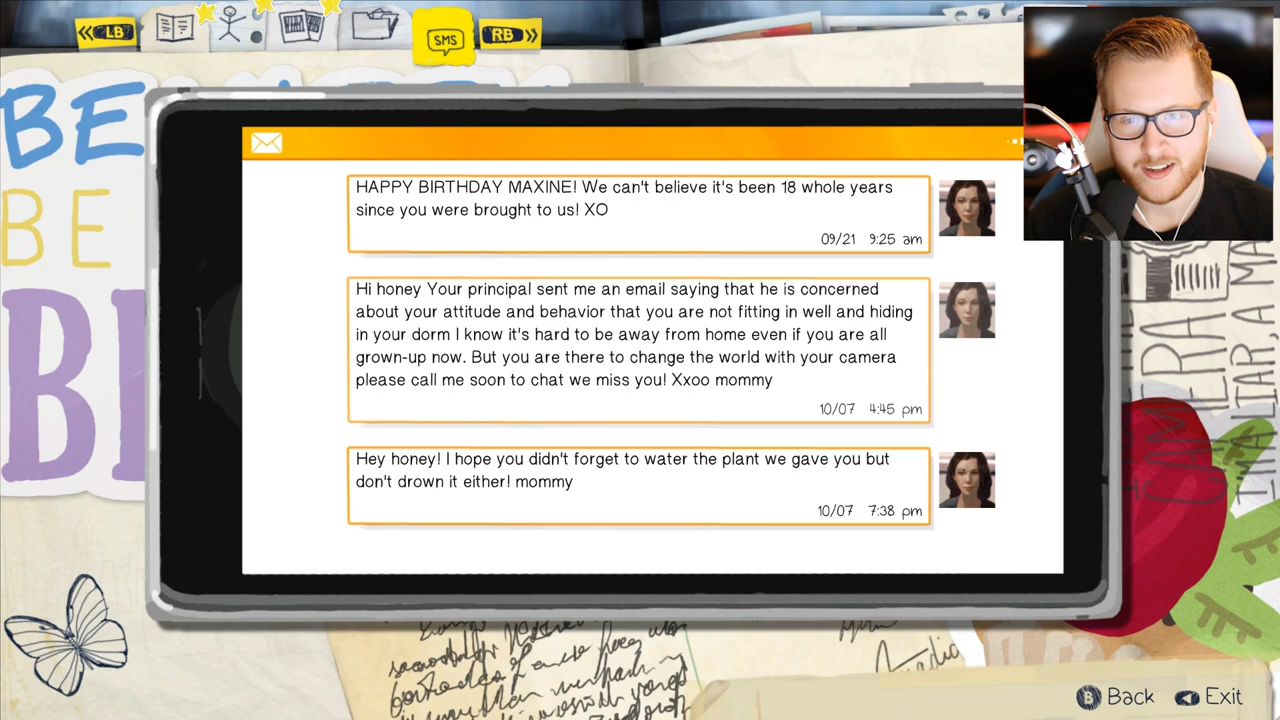 LB
SMS
RB
BE
BE
HAPPY BIRTHDAY MAXINE! We can't believe it's been 18 whole years
since you were brought to us! XO
09/21 9:25 am
Hi honey Your principal sent me an email saying that he is concerned
about your attitude and behavior that you are not fitting in well and hiding
in your dorm I know it's hard to be away from home even if you are all
grown-up now. But you are there to change the world with your camera
please call me soon to chat we miss you! Xxoo mommy
10/07 4:45 pm
Hey honey! I hope you didn't forget to water the plant we gave you but
don't drown it either! mommy
10/07 7:38 pm
B Back
Exit